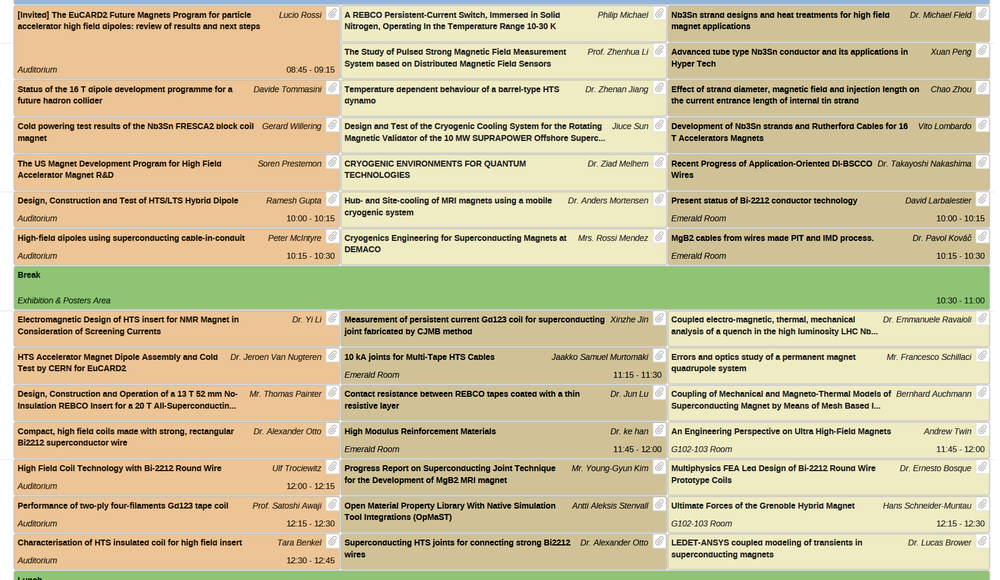 [Invited] The EuCARD2 Future Magnets Program for particle
accelerator high field dipoles: review of results and next steps
Lucio Rossi
Auditorium
08:45 - 09:15
A REBCO Persistent-Current Switch, Immersed in Solid
Nitrogen, Operating In the Temperature Range 10-30 K
Philip Michael
Nb3Sn strand designs and heat treatments for high field
magnet applications
Dr. Michael Field
The Study of Pulsed Strong Magnetic Field Measurement
System based on Distributed Magnetic Field Sensors
Prof. Zhenhua Li
Advanced tube type Nb3Sn conductor and its applications in
Hyper Tech
Xuan Peng
Status of the 16 T dipole development programme for a
future hadron collider
Davide Tommasini
Temperature dependent behaviour of a barrel-type HTS
dynamo
Dr. Zhenan Jiang
Effect of strand diameter, magnetic field and injection length on
the current entrance length of internal tin strand
Chao Zhou
Cold powering test results of the Nb3Sn FRESCA2 block coil
magnet
Gerard Willering
Design and Test of the Cryogenic Cooling System for the Rotating
Magnetic Validator of the 10 MW SUPRAPOWER Offshore Superc...
Jiuce Sun
Development of Nb3Sn strands and Rutherford Cables for 16
T Accelerators Magnets
Vito Lombardo
The US Magnet Development Program for High Field
Accelerator Magnet R&D
Soren Prestemon
CRYOGENIC ENVIRONMENTS FOR QUANTUM
TECHNOLOGIES
Dr. Ziad Melhem
Recent Progress of Application-Oriented DI-BSCCO
Wires
Dr. Takayoshi Nakashima
Design, Construction and Test of HTS/LTS Hybrid Dipole
Ramesh Gupta
Auditorium
10:00 - 10:15
Hub- and Site-cooling of MRI magnets using a mobile
cryogenic system
Dr. Anders Mortensen
Present status of Bi-2212 conductor technology
David Larbalestier
Emerald Room
10:00 - 10:15
High-field dipoles using superconducting cable-in-conduit
Peter McIntyre
Auditorium
10:15 - 10:30
Cryogenics Engineering for Superconducting Magnets at
DEMACO
Mrs. Rossi Mendez
MgB2 cables from wires made PIT and IMD process.
Dr. Pavol Kováč
Emerald Room
10:15 - 10:30
Break
Exhibition & Posters Area
10:30 - 11:00
Electromagnetic Design of HTS insert for NMR Magnet in
Consideration of Screening Currents
Dr. Yi Li
Measurement of persistent current Gd123 coil for superconducting
joint fabricated by CJMB method
Xinzhe Jin
Coupled electro-magnetic, thermal, mechanical
analysis of a quench in the high luminosity LHC Nb...
Dr. Emmanuele Ravaioli
HTS Accelerator Magnet Dipole Assembly and Cold
Test by CERN for EuCARD2
Dr. Jeroen Van Nugteren
10 kA joints for Multi-Tape HTS Cables
Jaakko Samuel Murtomäki
Emerald Room
11:15 - 11:30
Errors and optics study of a permanent magnet
quadrupole system
Mr. Francesco Schillaci
Design, Construction and Operation of a 13 T 52 mm No-
Insulation REBCO Insert for a 20 T All-Superconductin...
Mr. Thomas Painter
Contact resistance between REBCO tapes coated with a thin
resistive layer
Dr. Jun Lu
Coupling of Mechanical and Magneto-Thermal Models of
Superconducting Magnet by Means of Mesh Based I...
Bernhard Auchmann
Compact, high field coils made with strong, rectangular
Bi2212 superconductor wire
Dr. Alexander Otto
High Modulus Reinforcement Materials
Dr. ke han
Emerald Room
11:45 - 12:00
An Engineering Perspective on Ultra High-Field Magnets
Andrew Twin
G102-103 Room
11:45 - 12:00
High Field Coil Technology with Bi-2212 Round Wire
Ulf Trociewitz
Auditorium
12:00 - 12:15
Progress Report on Superconducting Joint Technique
for the Development of MgB2 MRI magnet
Mr. Young-Gyun Kim
Multiphysics FEA Led Design of Bi-2212 Round Wire
Prototype Coils
Dr. Ernesto Bosque
Performance of two-ply four-filaments Gd123 tape coil
Prof. Satoshi Awaji
Auditorium
12:15 - 12:30
Open Material Property Library With Native Simulation
Tool Integrations (OpMaST)
Antti Aleksis Stenvall
Ultimate Forces of the Grenoble Hybrid Magnet
Hans Schneider-Muntau
G102-103 Room
12:15 - 12:30
Characterisation of HTS insulated coil for high field insert
Tara Benkel
Auditorium
12:30 - 12:45
Superconducting HTS joints for connecting strong Bi2212
wires
Dr. Alexander Otto
LEDET-ANSYS coupled modeling of transients in
superconducting magnets
Dr. Lucas Brower
Lunch